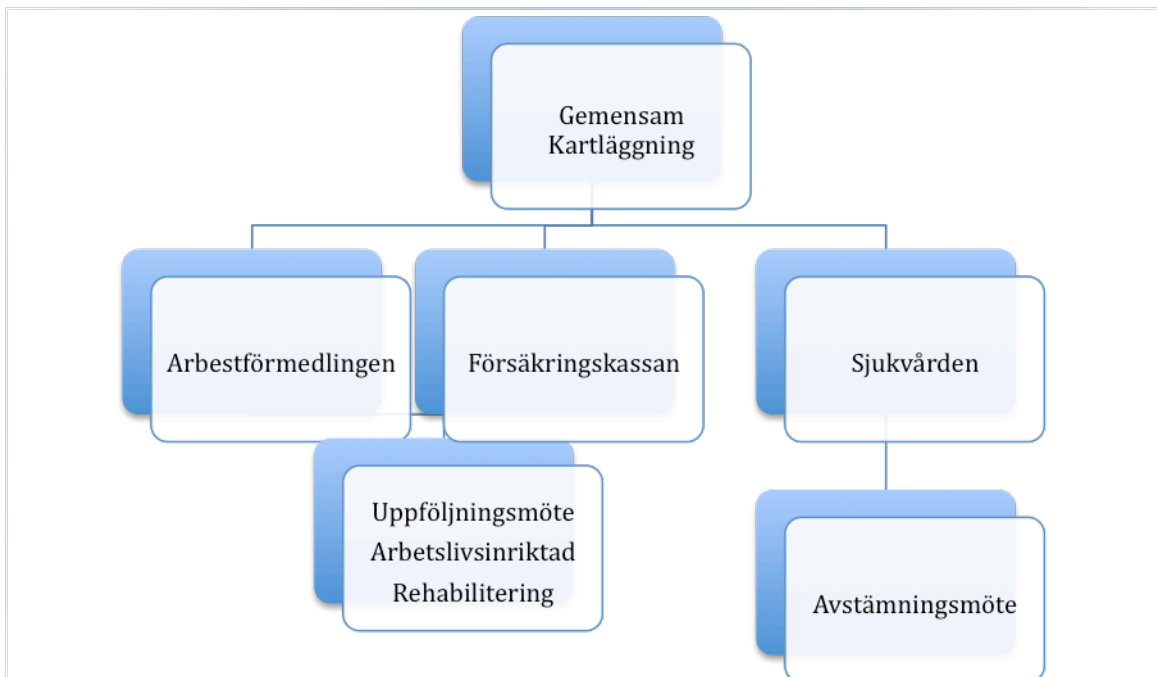 Gemensam
Kartläggning
Arbestförmedlingen
Försäkringskassan
Sjukvården
Uppföljningsmöte
Arbetslivsinriktad
Rehabilitering
Avstämningsmöte